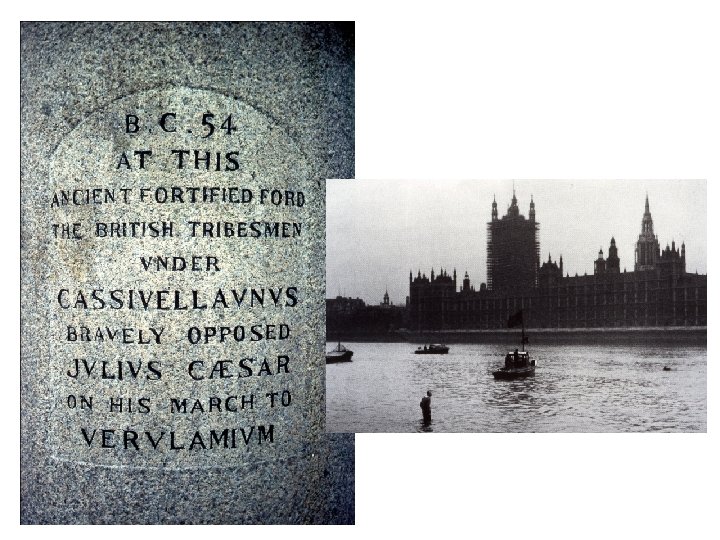 B.C. 54
AT THIS
ANCIENT FORTIFIED FORD
THE BRITISH TRIBESMEN
VNDER
CASSIVELLAVNVS
BRAVELY OPPOSED
JVLIVS CÆSAR
ON HIS MARCH TO
VERVLAMIVM